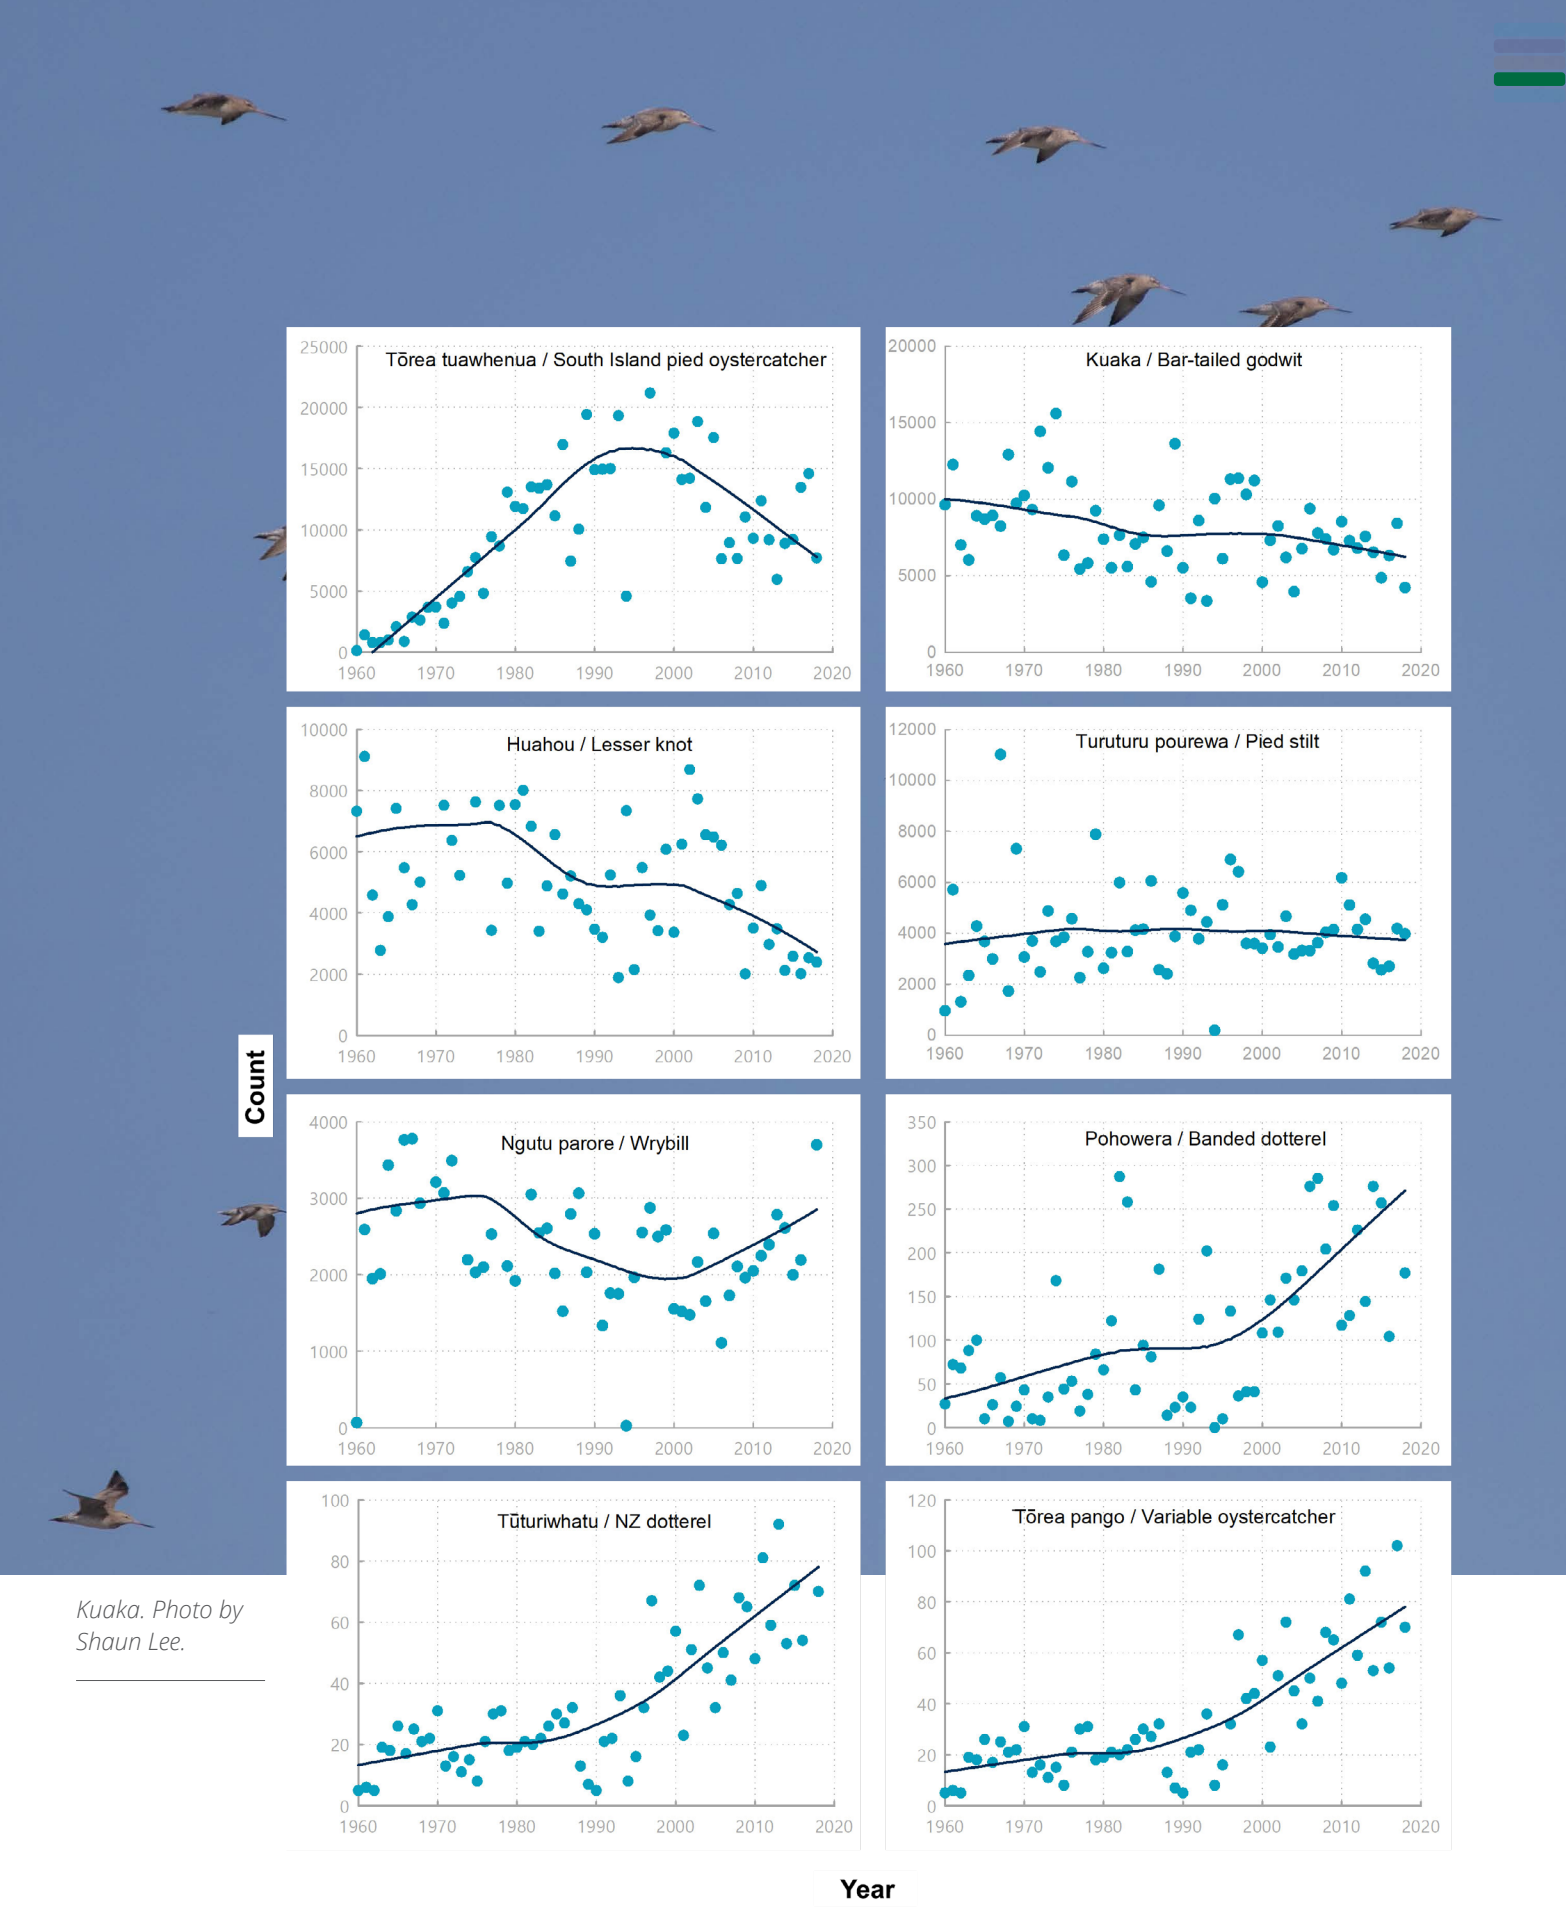 Tōrea tuawhenua / South Island pied oystercatcher
25000
20000
15000
10000
5000
0
1960 1970 1980 1990 2000 2010 2020
Kuaka / Bar-tailed godwit
20000
15000
10000
5000
0
1960 1970 1980 1990 2000 2010 2020
Huahou / Lesser knot
10000
8000
6000
4000
2000
0
1960 1970 1980 1990 2000 2010 2020
Turuturu pourewa / Pied stilt
12000
10000
8000
6000
4000
2000
0
1960 1970 1980 1990 2000 2010 2020
Count
Ngutu parore / Wrybill
4000
3000
2000
1000
0
1960 1970 1980 1990 2000 2010 2020
Pohowera / Banded dotterel
350
300
250
200
150
100
50
0
1960 1970 1980 1990 2000 2010 2020
Tūturiwhatu / NZ dotterel
100
80
60
40
20
0
1960 1970 1980 1990 2000 2010 2020
Tōrea pango / Variable oystercatcher
120
100
80
60
40
20
0
1960 1970 1980 1990 2000 2010 2020
Kuaka. Photo by
Shaun Lee.
Year